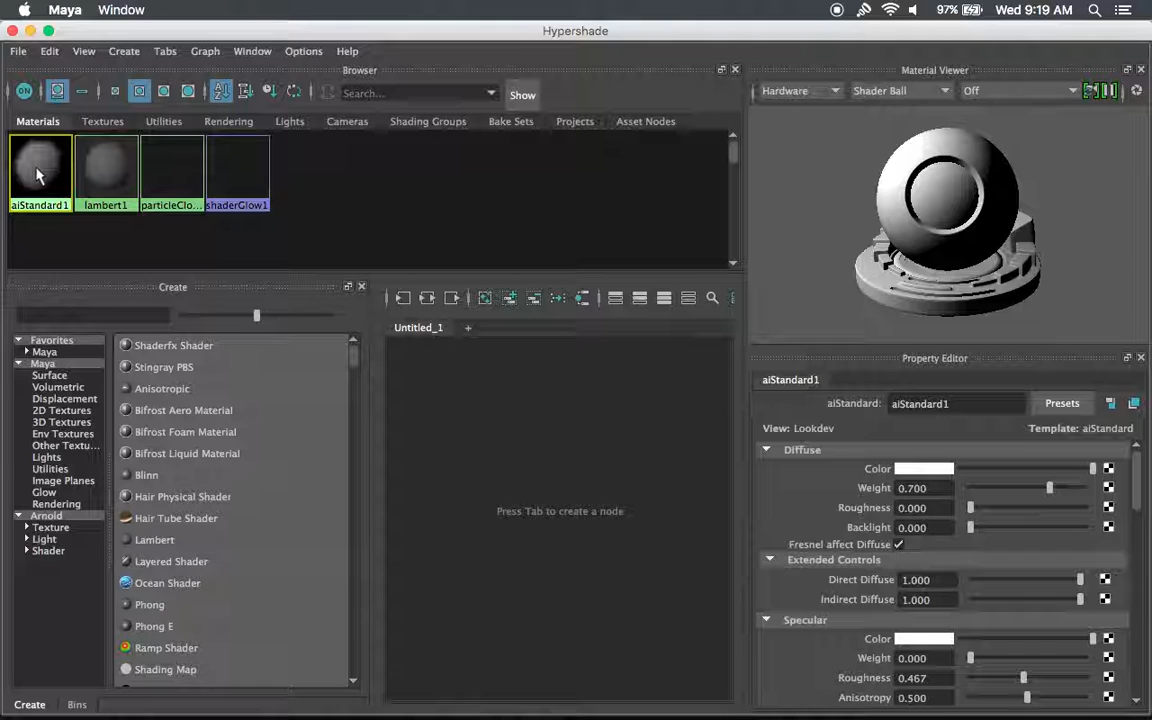 Maya Window 97% Wed 9:19 AM
Hypershade
File Edit View Create Tabs Graph Window Options Help
Browser
Material Viewer
ON Search... Show
Hardware Shader Ball Off
Materials Textures Utilities Rendering Lights Cameras Shading Groups Bake Sets Projects Asset Nodes
aiStandard1 lambert1 particleClo... shaderGlow1
Create
Untitled_1 +
Favorites
Maya
Maya
Surface
Volumetric
Displacement
2D Textures
3D Textures
Env Textures
Other Textu...
Lights
Utilities
Image Planes
Glow
Rendering
Arnold
Texture
Light
Shader
Shaderfx Shader
Stingray PBS
Anisotropic
Bifrost Aero Material
Bifrost Foam Material
Bifrost Liquid Material
Blinn
Hair Physical Shader
Hair Tube Shader
Lambert
Layered Shader
Ocean Shader
Phong
Phong E
Ramp Shader
Shading Map
Press Tab to create a node
Property Editor
aiStandard1
aiStandard: aiStandard1 Presets
View: Lookdev Template: aiStandard
Diffuse
Color
Weight 0.700
Roughness 0.000
Backlight 0.000
Fresnel affect Diffuse
Extended Controls
Direct Diffuse 1.000
Indirect Diffuse 1.000
Specular
Color
Weight 0.000
Roughness 0.467
Anisotropy 0.500
Create Bins